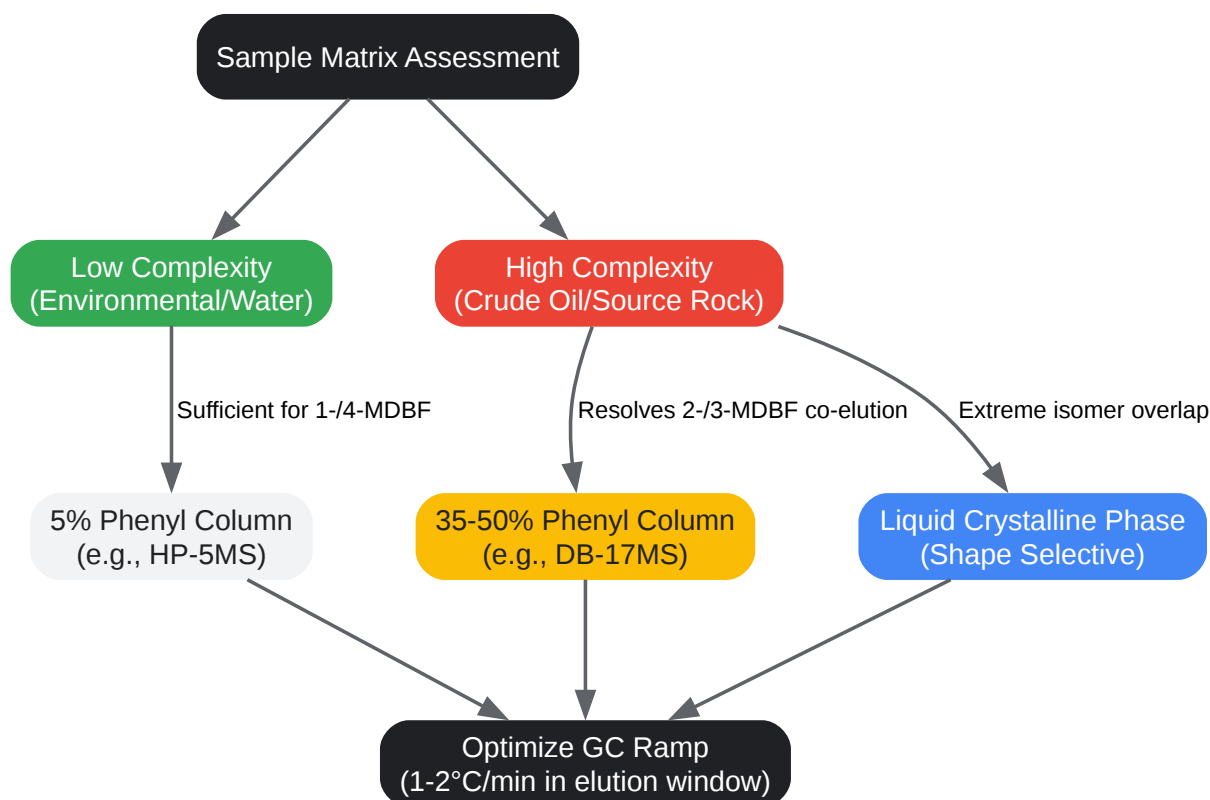 Sample Matrix Assessment
Low Complexity
(Environmental/Water)
High Complexity
(Crude Oil/Source Rock)
Sufficient for 1-/4-MDBF
Resolves 2-/3-MDBF co-elution
Extreme isomer overlap
5% Phenyl Column
(e.g., HP-5MS)
35-50% Phenyl Column
(e.g., DB-17MS)
Liquid Crystalline Phase
(Shape Selective)
Optimize GC Ramp
(1-2°C/min in elution window)